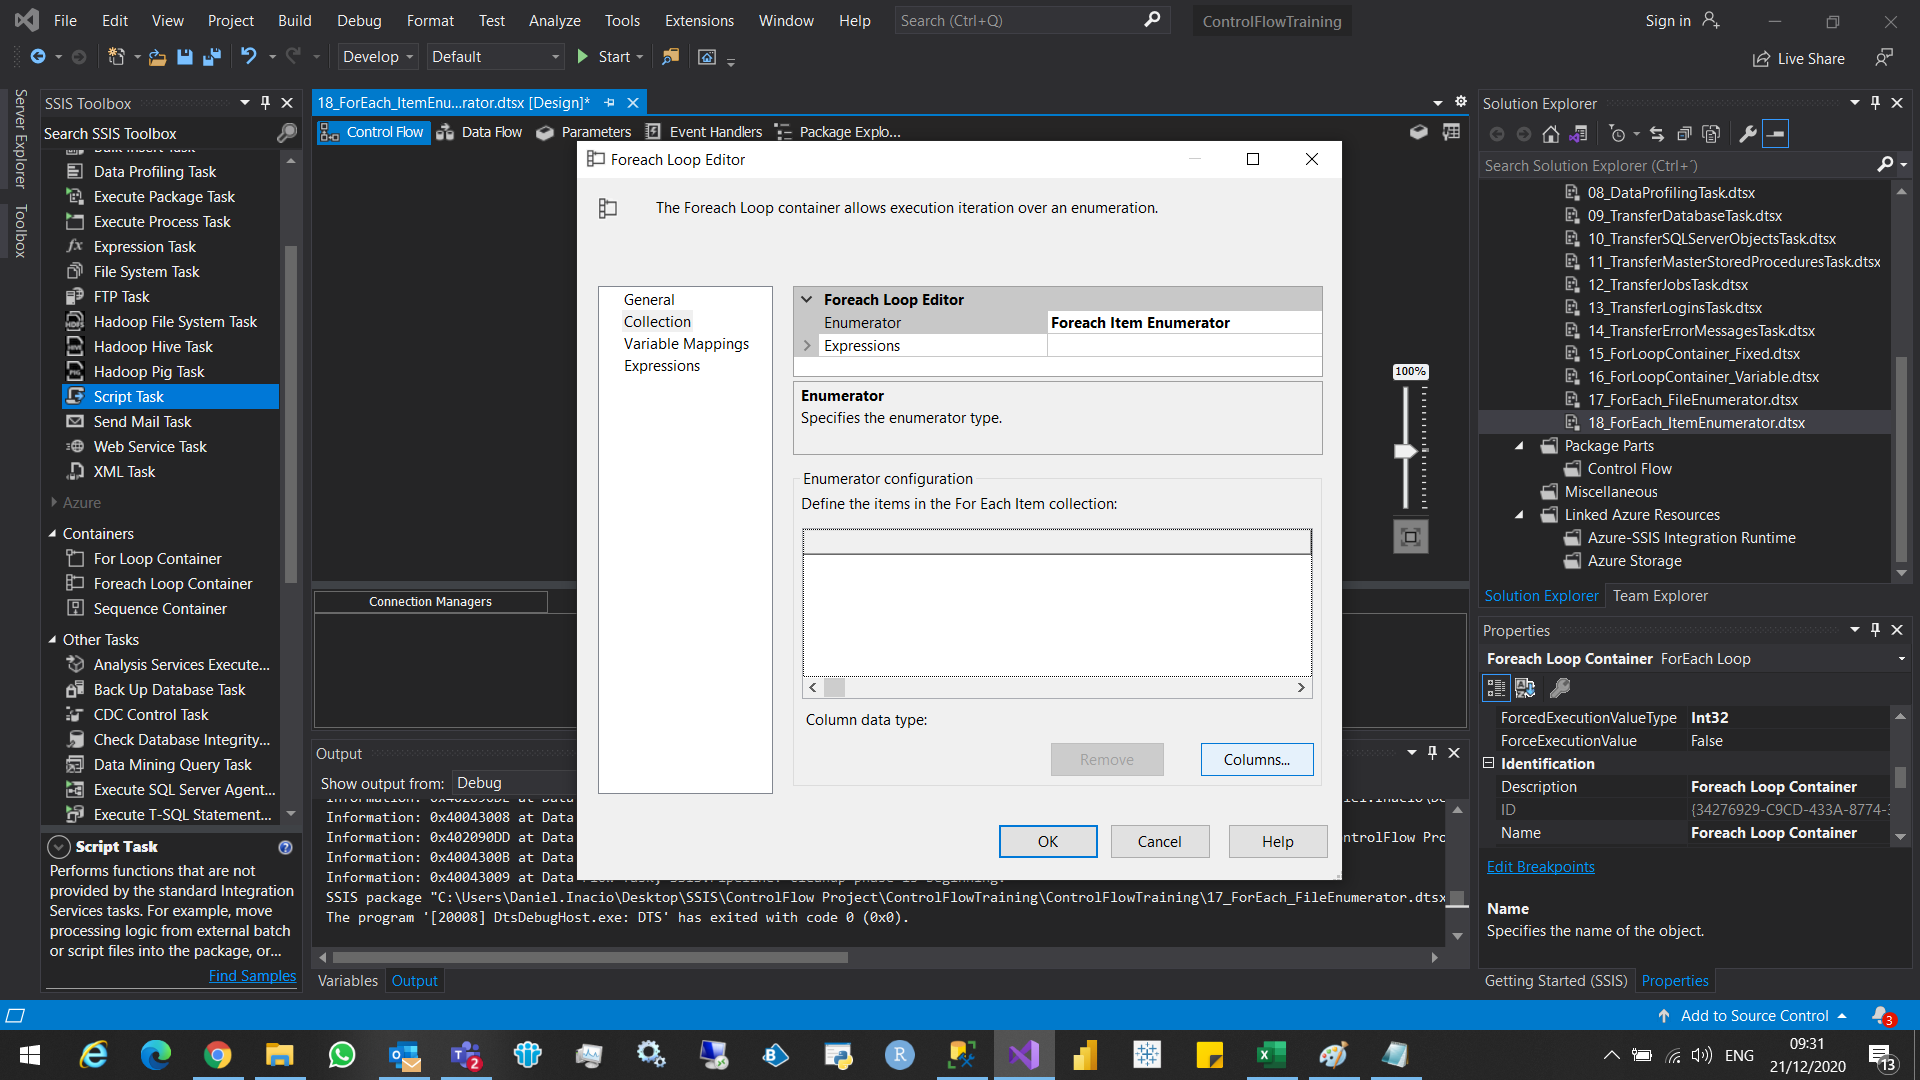 File Edit View Project Build Debug Format Test Analyze Tools Extensions Window Help
Search (Ctrl+Q)
ControlFlowTraining
Sign in
Develop
Default
Start
Live Share
Server Explorer
Toolbox
SSIS Toolbox
Search SSIS Toolbox
Bulk Insert Task
Data Profiling Task
Execute Package Task
Execute Process Task
Expression Task
File System Task
FTP Task
Hadoop File System Task
Hadoop Hive Task
Hadoop Pig Task
Script Task
Send Mail Task
Web Service Task
XML Task
Azure
Containers
For Loop Container
Foreach Loop Container
Sequence Container
Other Tasks
Analysis Services Execute...
Back Up Database Task
CDC Control Task
Check Database Integrity...
Data Mining Query Task
Execute SQL Server Agent...
Execute T-SQL Statement...
Script Task
Performs functions that are not
provided by the standard Integration
Services tasks. For example, move
processing logic from external batch
or script files into the package, or...
Find Samples
18_ForEach_ItemEnu...rator.dtsx [Design]*
Control Flow
Data Flow
Parameters
Event Handlers
Package Explo...
Foreach Loop Editor
The Foreach Loop container allows execution iteration over an enumeration.
General
Collection
Variable Mappings
Expressions
Foreach Loop Editor
Enumerator Foreach Item Enumerator
Expressions
Enumerator
Specifies the enumerator type.
Enumerator configuration
Define the items in the For Each Item collection:
Column data type:
Remove
Columns...
OK
Cancel
Help
100%
Connection Managers
Output
Show output from: Debug
Information: 0x40043008 at Data
Information: 0x402090DD at Data
ontrolFlow Pro
Information: 0x4004300B at Data
Information: 0x40043009 at Data
SSIS package "C:\Users\Daniel.Inacio\Desktop\SSIS\ControlFlow Project\ControlFlowTraining\ControlFlowTraining\17_ForEach_FileEnumerator.dtsx
The program '[20008] DtsDebugHost.exe: DTS' has exited with code 0 (0x0).
Variables
Output
Solution Explorer
Search Solution Explorer (Ctrl+´)
08_DataProfilingTask.dtsx
09_TransferDatabaseTask.dtsx
10_TransferSQLServerObjectsTask.dtsx
11_TransferMasterStoredProceduresTask.dtsx
12_TransferJobsTask.dtsx
13_TransferLoginsTask.dtsx
14_TransferErrorMessagesTask.dtsx
15_ForLoopContainer_Fixed.dtsx
16_ForLoopContainer_Variable.dtsx
17_ForEach_FileEnumerator.dtsx
18_ForEach_ItemEnumerator.dtsx
Package Parts
Control Flow
Miscellaneous
Linked Azure Resources
Azure-SSIS Integration Runtime
Azure Storage
Solution Explorer
Team Explorer
Properties
Foreach Loop Container ForEach Loop
ForcedExecutionValueType Int32
ForceExecutionValue False
Identification
Description Foreach Loop Container
ID {34276929-C9CD-433A-8774-
Name Foreach Loop Container
Edit Breakpoints
Name
Specifies the name of the object.
Getting Started (SSIS)
Properties
Add to Source Control
3
2
ENG
09:31
21/12/2020
13